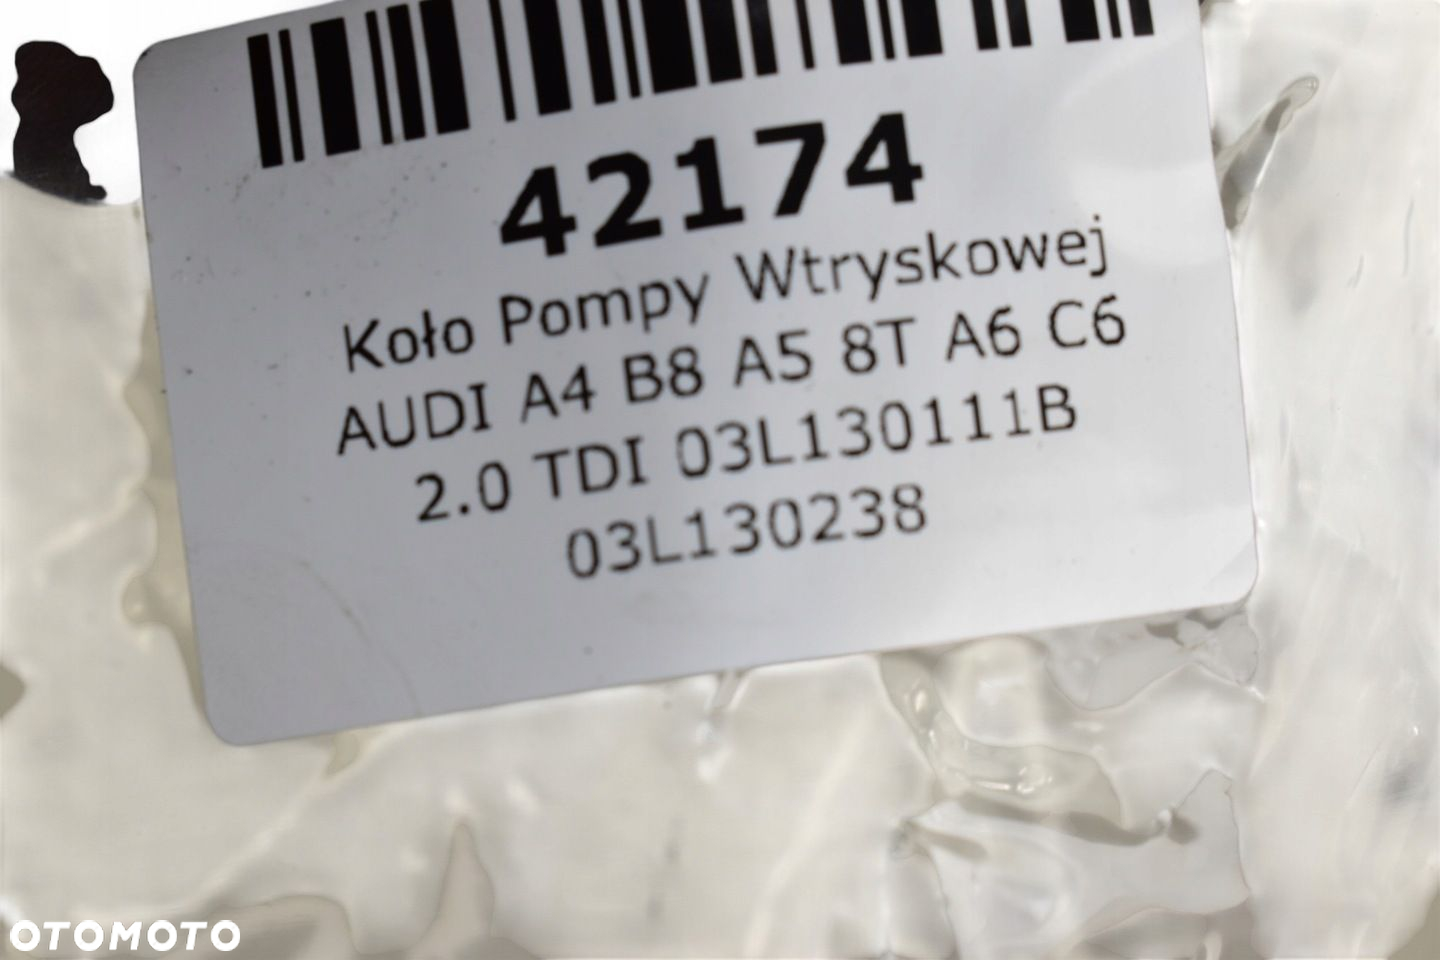 42174
Koło Pompy Wtryskowej
AUDI A4 B8 A5 8T A6 C6
2.0 TDI 03L130111B
03L130238
OTOMOTO